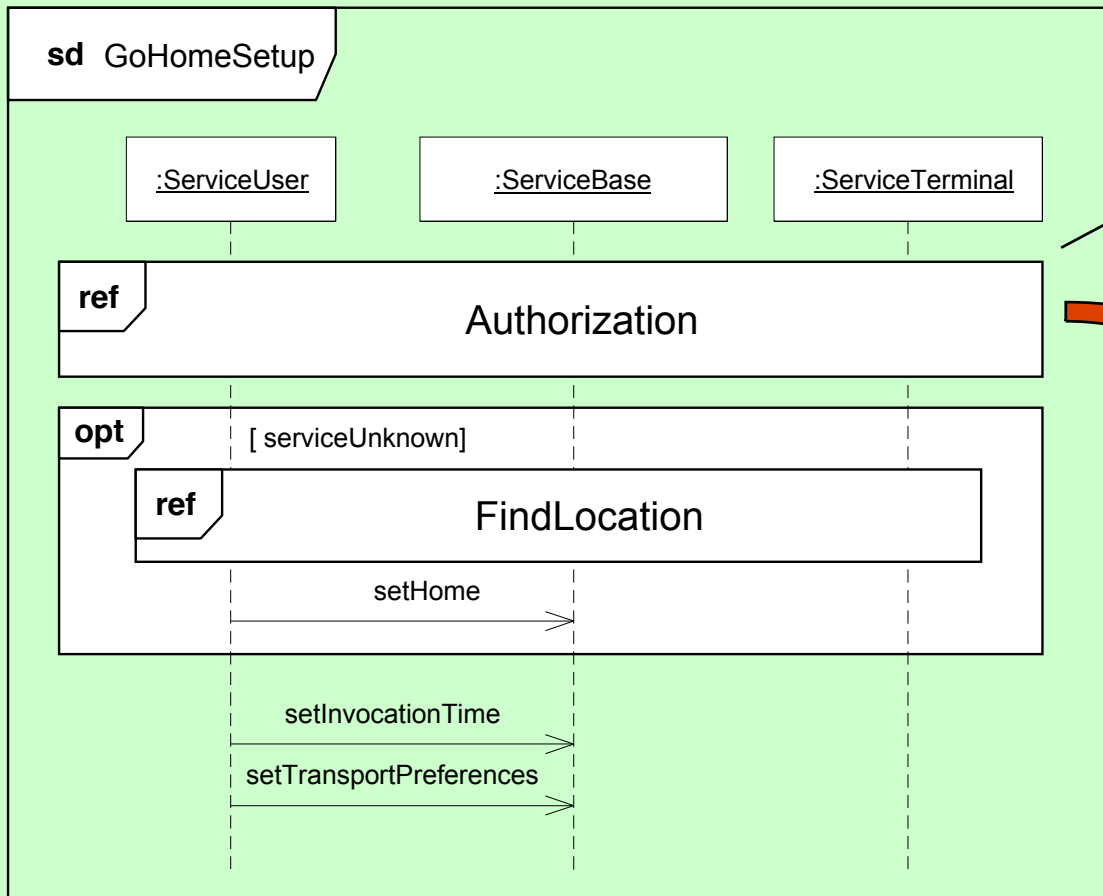 sd GoHomeSetup
:ServiceUser :ServiceBase :ServiceTerminal
ref
Authorization
opt [ serviceUnknown]
ref
FindLocation
setHome
setInvocationTime
setTransportPreferences